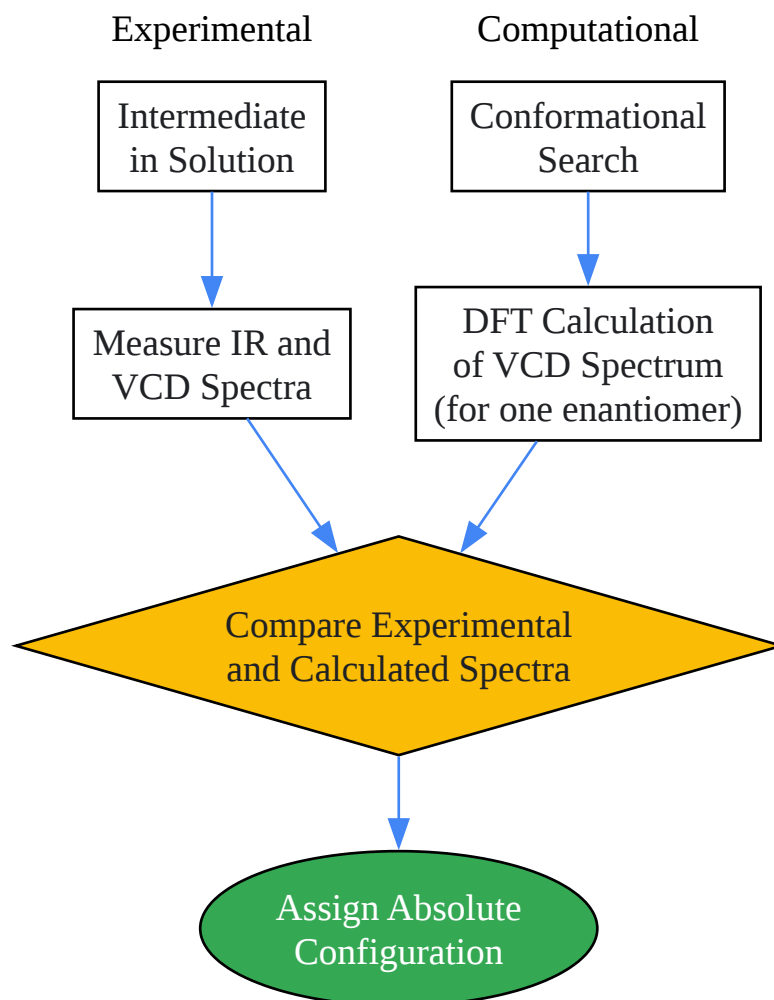 Experimental
Computational
Intermediate
in Solution
Conformational
Search
Measure IR and
VCD Spectra
DFT Calculation
of VCD Spectrum
(for one enantiomer)
Compare Experimental
and Calculated Spectra
Assign Absolute
Configuration